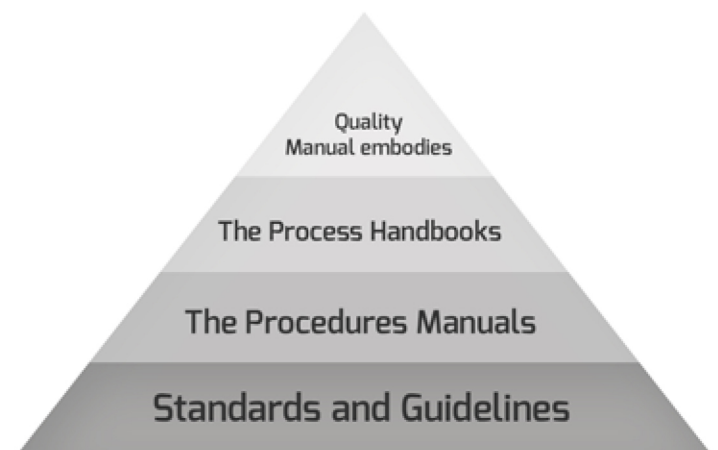 Quality
Manual embodies
The Process Handbooks
The Procedures Manuals
Standards and Guidelines